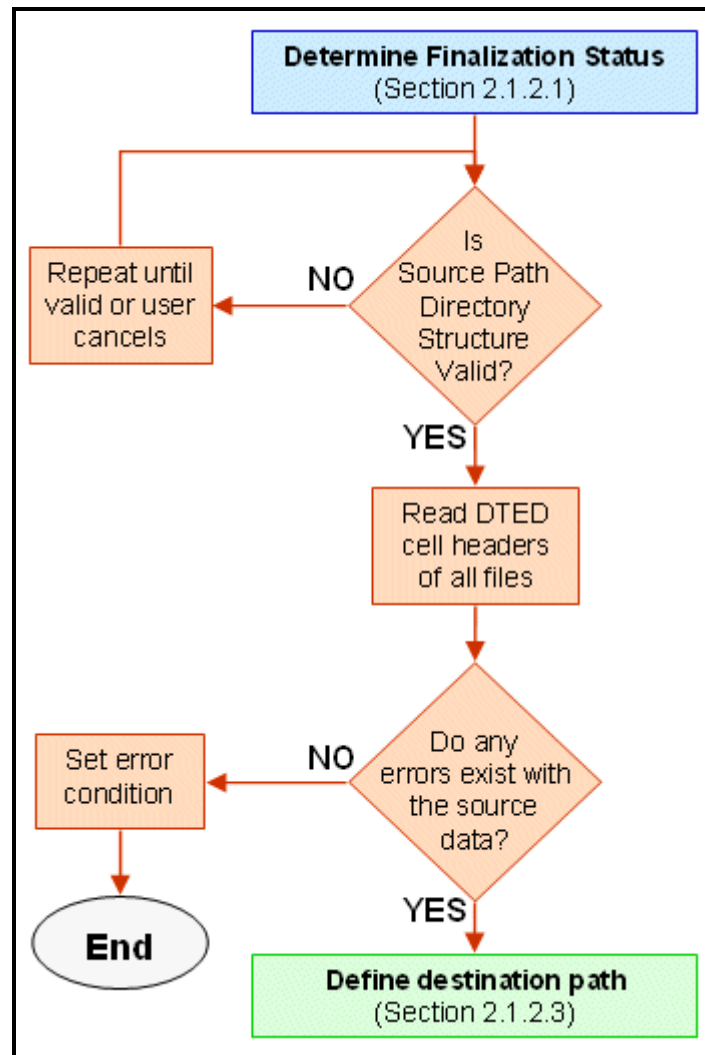 Determine Finalization Status
(Section 2.1.2.1)
Is
Source Path
Directory
Structure
Valid?
NO
Repeat until
valid or user
cancels
YES
Read DTED
cell headers
of all files
Do any
errors exist with
the source
data?
NO
Set error
condition
End
YES
Define destination path
(Section 2.1.2.3)